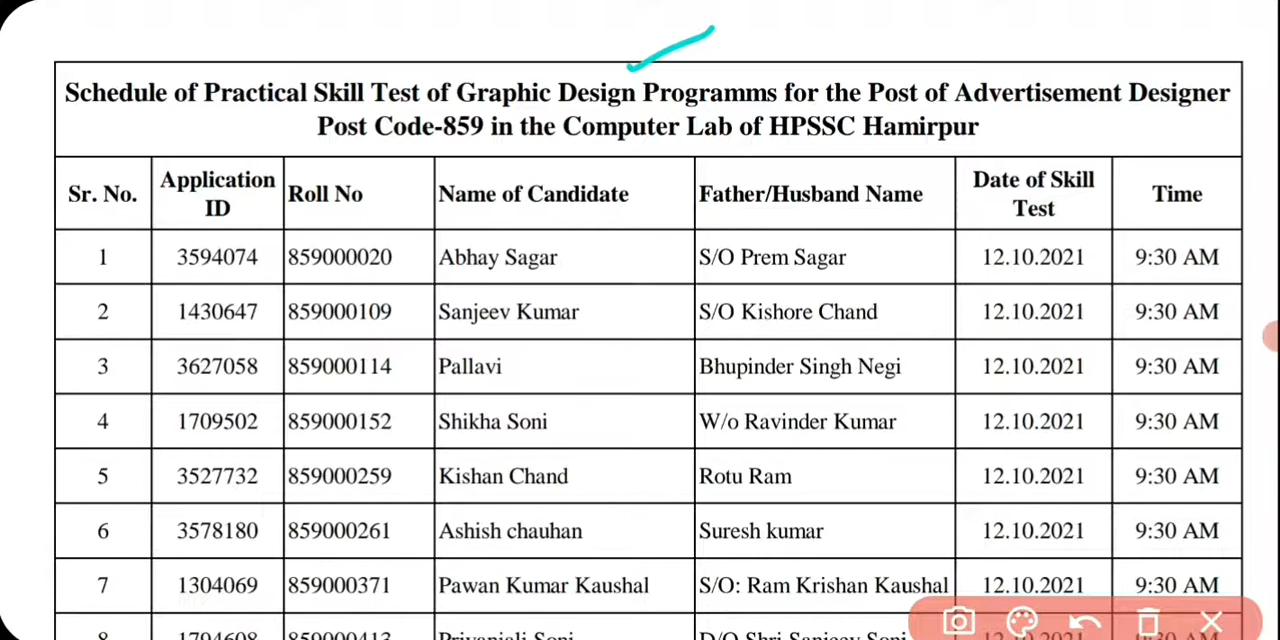 Schedule of Practical Skill Test of Graphic Design Programms for the Post of Advertisement Designer
Post Code-859 in the Computer Lab of HPSSC Hamirpur
Sr. No. Application ID Roll No Name of Candidate Father/Husband Name Date of Skill Test Time
1 3594074 859000020 Abhay Sagar S/O Prem Sagar 12.10.2021 9:30 AM
2 1430647 859000109 Sanjeev Kumar S/O Kishore Chand 12.10.2021 9:30 AM
3 3627058 859000114 Pallavi Bhupinder Singh Negi 12.10.2021 9:30 AM
4 1709502 859000152 Shikha Soni W/o Ravinder Kumar 12.10.2021 9:30 AM
5 3527732 859000259 Kishan Chand Rotu Ram 12.10.2021 9:30 AM
6 3578180 859000261 Ashish chauhan Suresh kumar 12.10.2021 9:30 AM
7 1304069 859000371 Pawan Kumar Kaushal S/O: Ram Krishan Kaushal 12.10.2021 9:30 AM